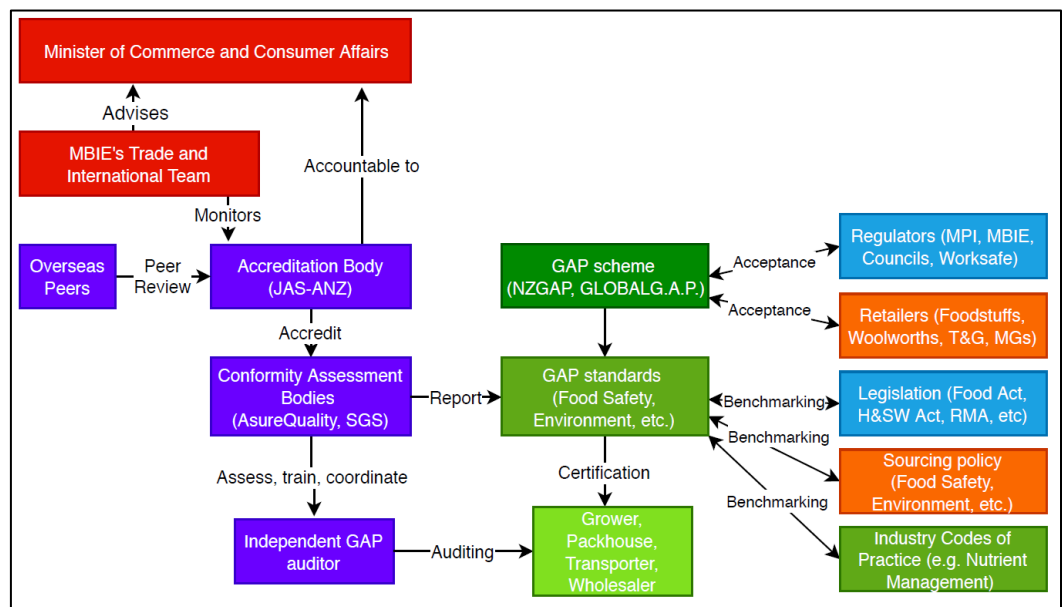 Minister of Commerce and Consumer Affairs
Advises
MBIE's Trade and
International Team
Accountable to
Monitors
Overseas
Peers
Peer
Review
Accreditation Body
(JAS-ANZ)
GAP scheme
(NZGAP, GLOBALG.A.P.)
Acceptance
Regulators (MPI, MBIE,
Councils, Worksafe)
Acceptance
Retailers (Foodstuffs,
Woolworths, T&G, MGs)
Accredit
Conformity Assessment
Bodies
(AsureQuality, SGS)
Report
GAP standards
(Food Safety,
Environment, etc.)
Benchmarking
Legislation (Food Act,
H&SW Act, RMA, etc)
Benchmarking
Sourcing policy
(Food Safety,
Environment, etc.)
Assess, train, coordinate
Certification
Benchmarking
Independent GAP
auditor
Auditing
Grower,
Packhouse,
Transporter,
Wholesaler
Industry Codes of
Practice (e.g. Nutrient
Management)